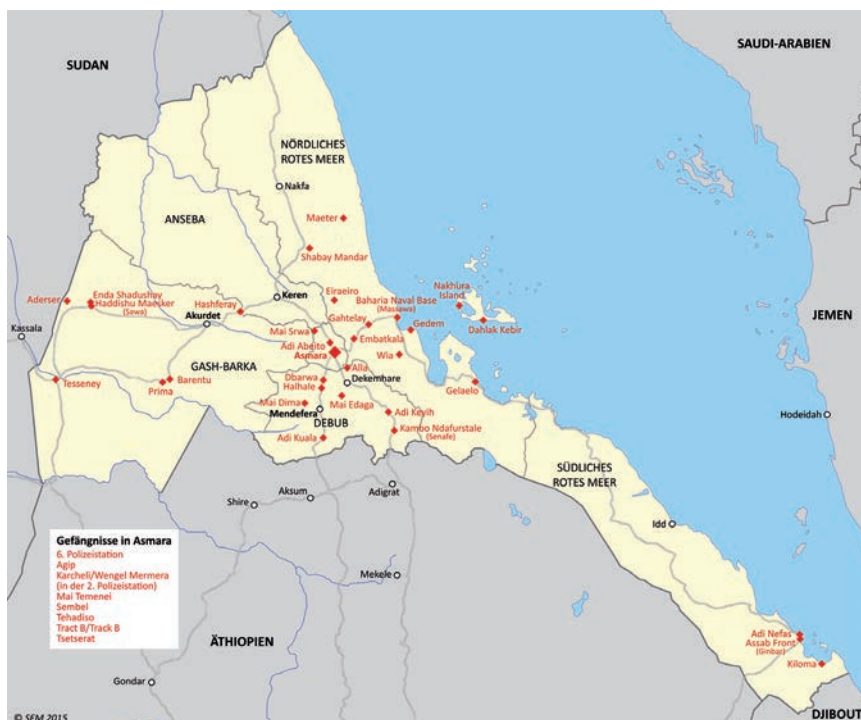 SAUDI-ARABIEN
SUDAN
NÖRDLICHES
ROTES MEER
Nakfa
ANSEBA
Maeter
Shabay Mandar
JEMEN
Aderser
Enda Shadushay
Haddishu Maesker
(Sawa)
Keren
Eiraeiro
Nakhura
Island
Baharia Naval Base
(Massawa)
Hashferay
Akurdet
Gahtelay
Gedem
Dahlak Kebir
Kassala
Mai Srwa
Embatkala
Adi Abeito
Asmara
Wia
GASH-BARKA
Alla
Tesseney
Barentu
Prima
Dbarwa
Halhale
Dekemhare
Gelaelo
Mai Dima
Mai Edaga
Mendefera
Adi Keyih
Hodeidah
DEBUB
Kambo Ndafurstale
(Senafe)
Adi Kuala
SÜDLICHES
ROTES MEER
Shire
Aksum
Adigrat
Idd
Gefängnisse in Asmara
6. Polizeistation
Agip
Karcheli/Wengel Mermera
(in der 2. Polizeistation)
Mai Temenei
Sembel
Tehadiso
Tract B/Track B
Tsetserat
Mekele
ÄTHIOPIEN
Adi Nefas
Assab Front
(Ginbar)
Kiloma
Gondar
© SEM 2015
DJIBOUTI